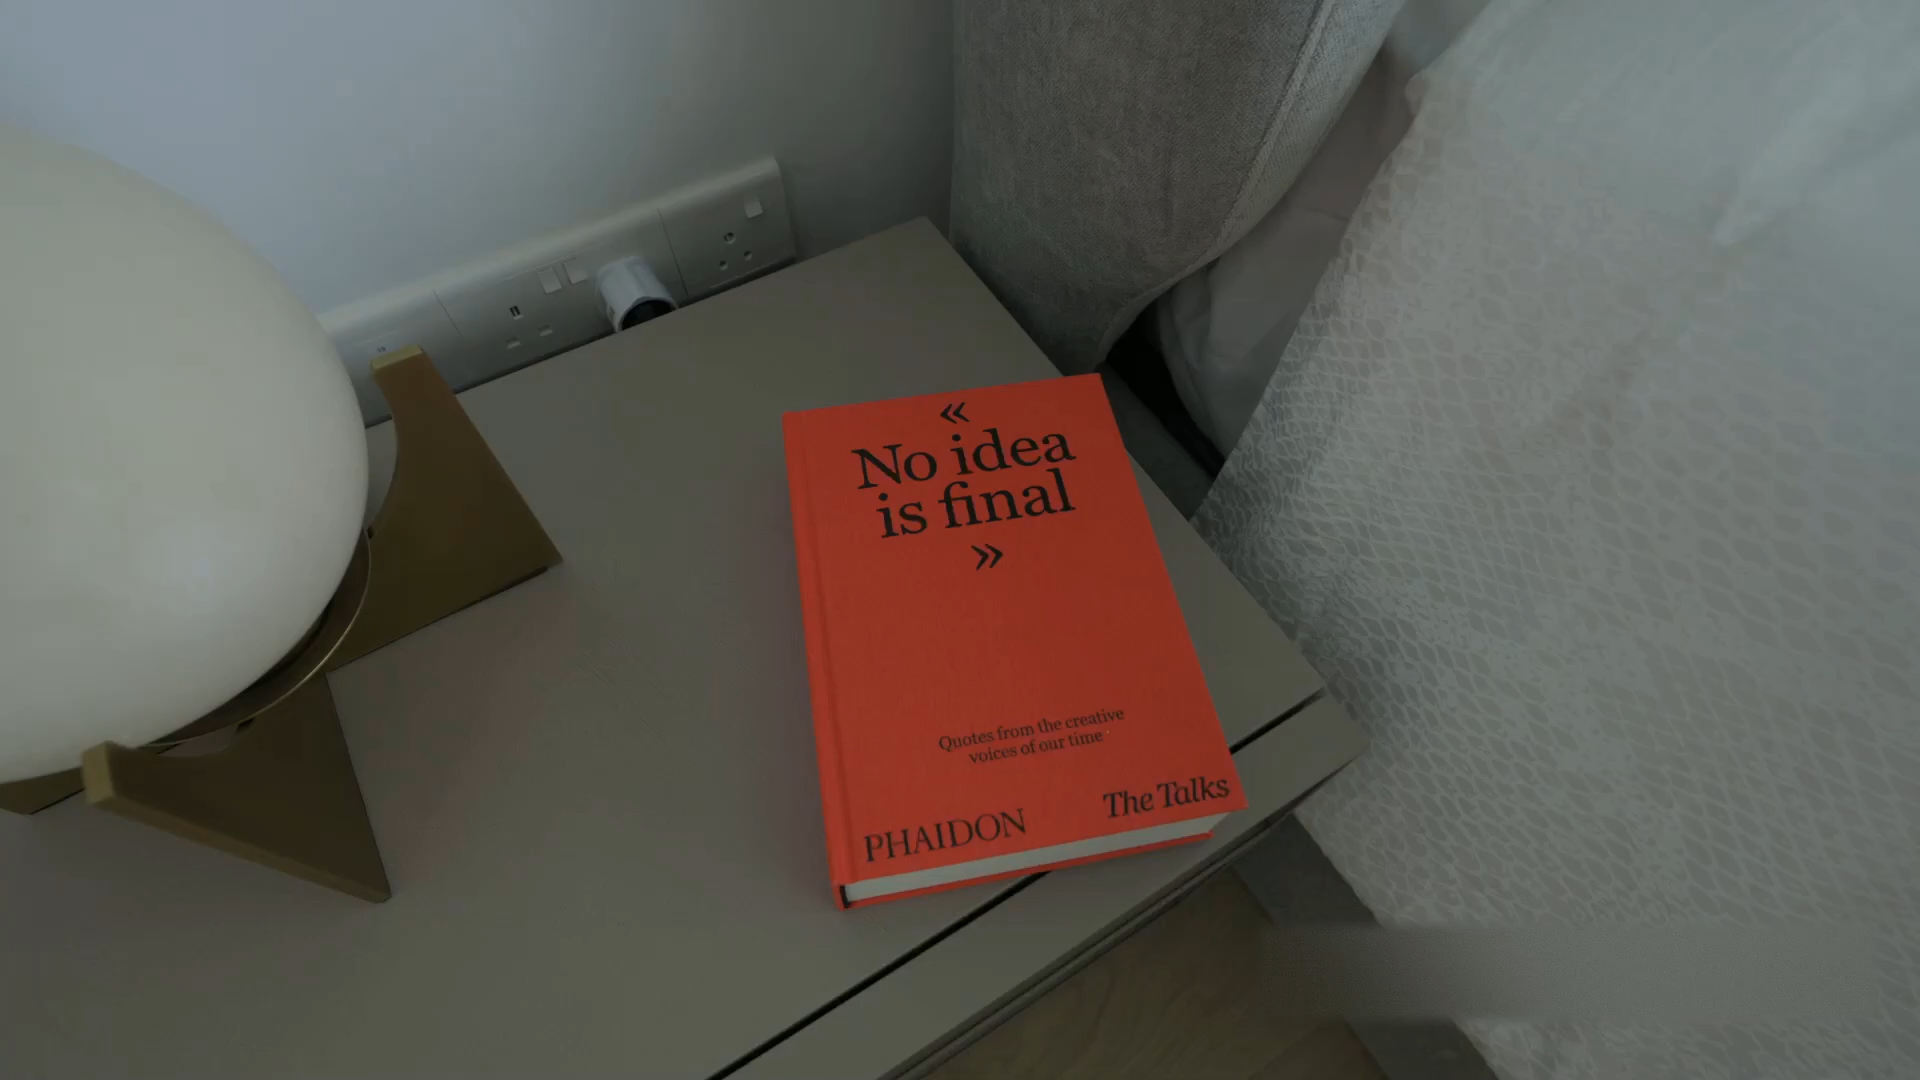 «
No idea
is final
»
Quotes from the creative
voices of our time
PHAIDON
The Talks